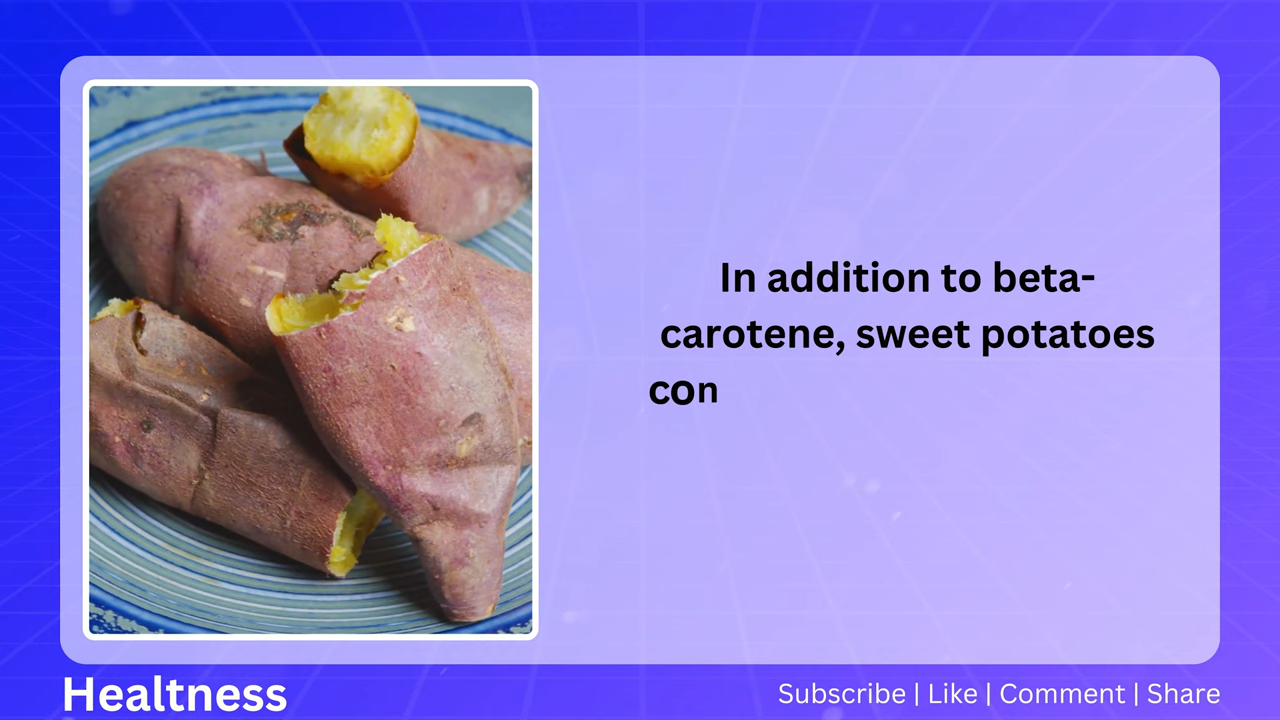 In addition to beta-
carotene, sweet potatoes
con
Healtness
Subscribe | Like | Comment | Share